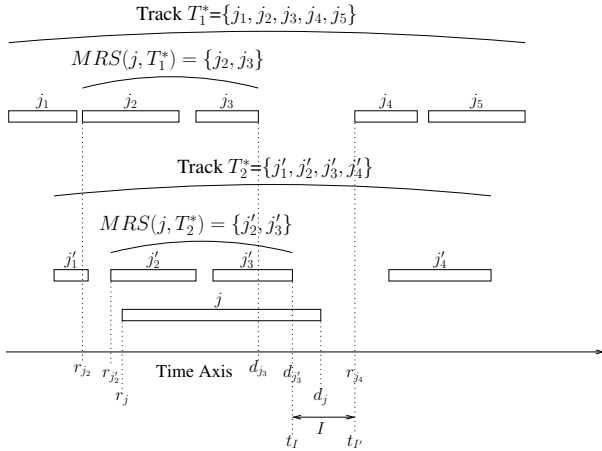 Track T₁*={j₁, j₂, j₃, j₄, j₅}
MRS(j, T₁*) = {j₂, j₃}
j₁ j₂ j₃ j₄ j₅
Track T₂*={j′₁, j′₂, j′₃, j′₄}
MRS(j, T₂*) = {j′₂, j′₃}
j′₁ j′₂ j′₃ j′₄
j
r_{j₂} r_{j′₂} Time Axis d_{j₃} d_{j′₃} r_{j₄}
r_j d_j
I
t_I t_{I′}